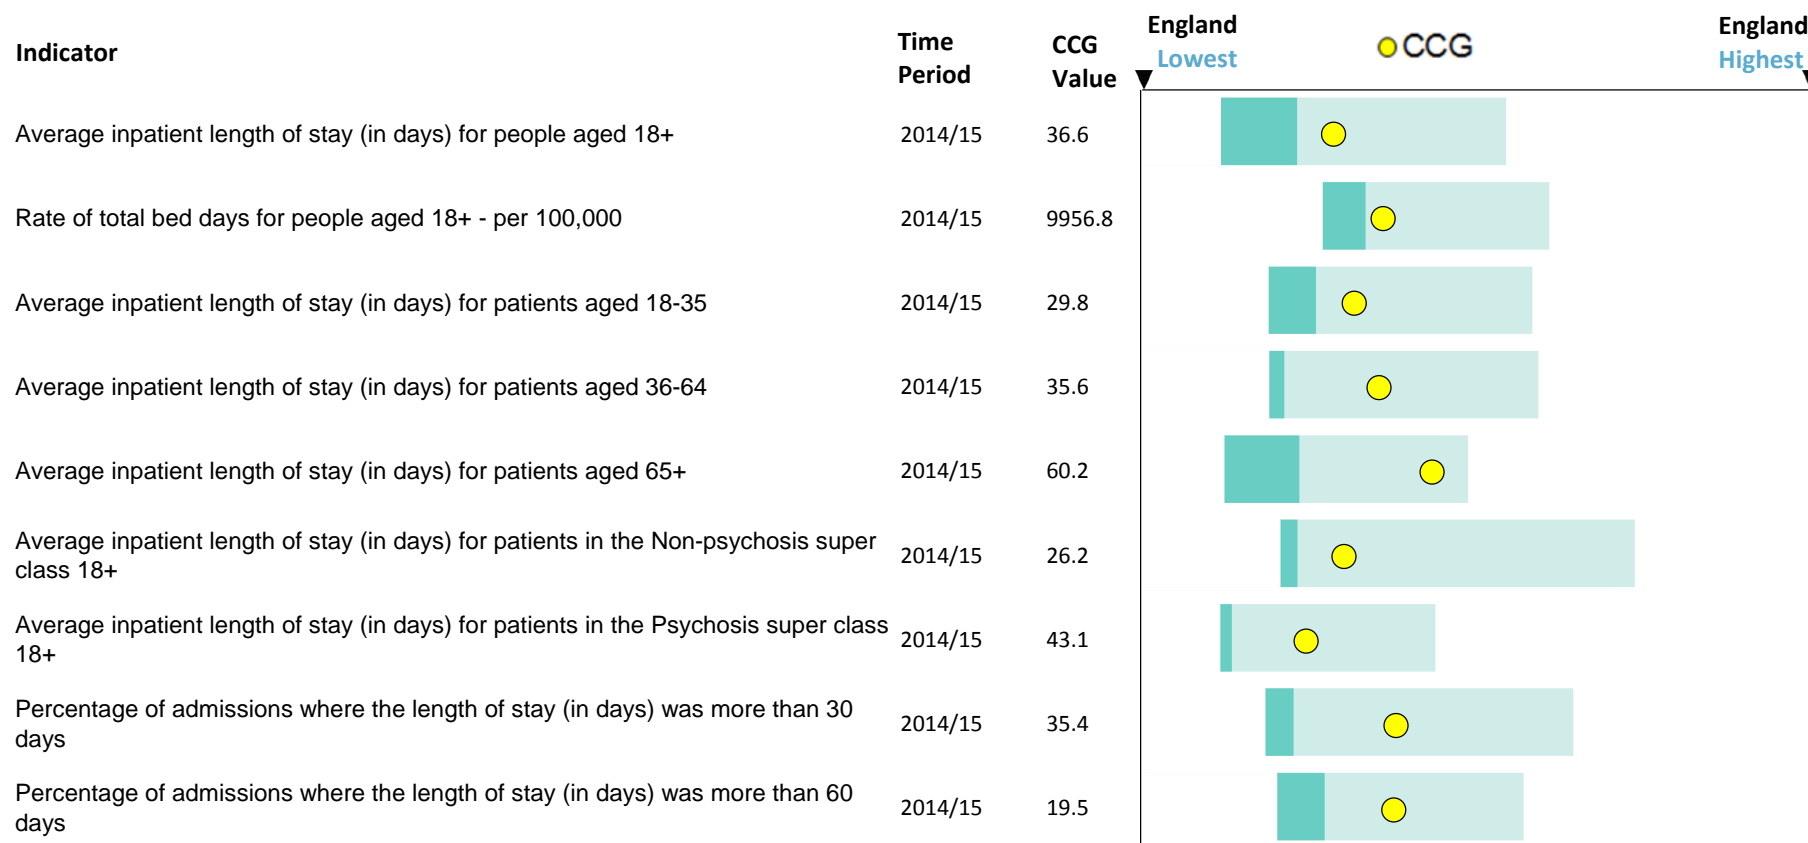 Indicator
Time Period
CCG Value
England Lowest
CCG
England Highest
Average inpatient length of stay (in days) for people aged 18+ 2014/15 36.6
Rate of total bed days for people aged 18+ - per 100,000 2014/15 9956.8
Average inpatient length of stay (in days) for patients aged 18-35 2014/15 29.8
Average inpatient length of stay (in days) for patients aged 36-64 2014/15 35.6
Average inpatient length of stay (in days) for patients aged 65+ 2014/15 60.2
Average inpatient length of stay (in days) for patients in the Non-psychosis super
class 18+
2014/15 26.2
Average inpatient length of stay (in days) for patients in the Psychosis super class
18+
2014/15 43.1
Percentage of admissions where the length of stay (in days) was more than 30
days
2014/15 35.4
Percentage of admissions where the length of stay (in days) was more than 60
days
2014/15 19.5